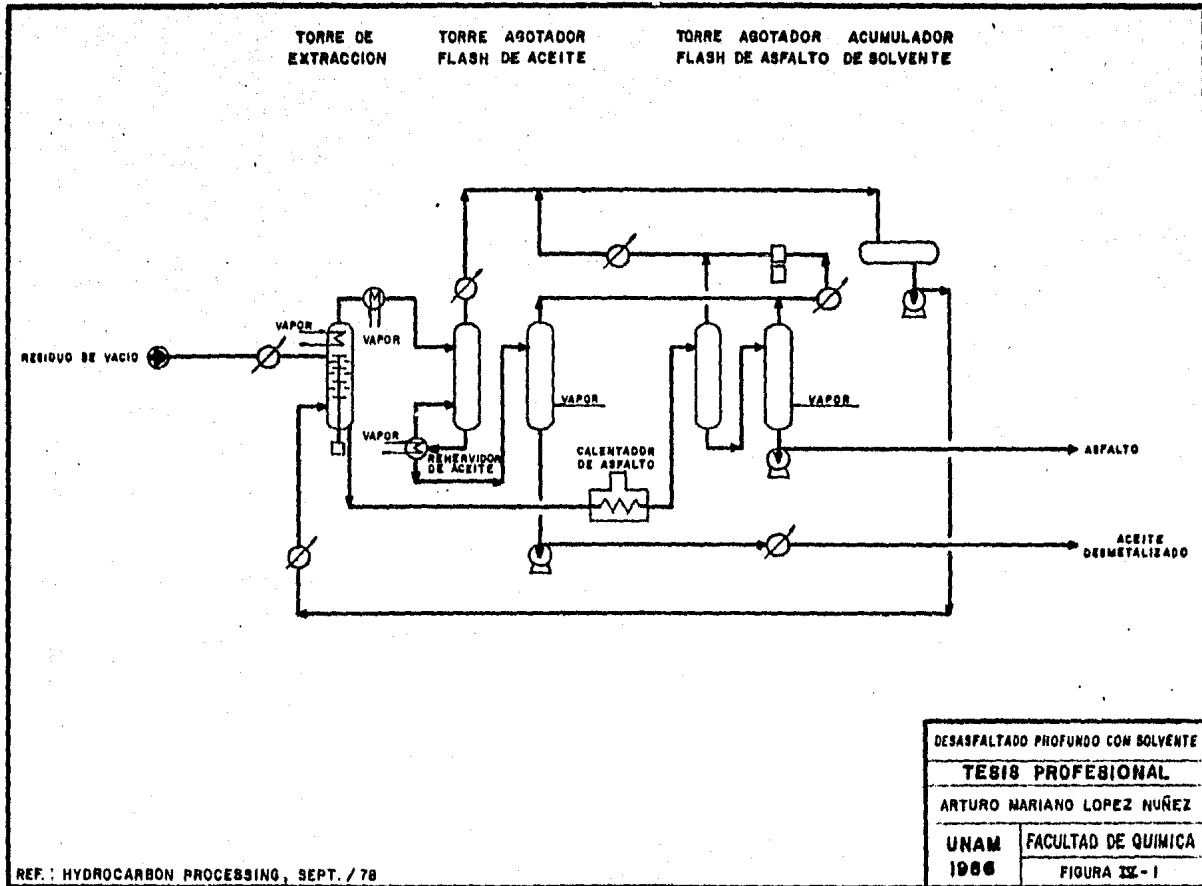 TORRE DE
EXTRACCION
TORRE AGOTADOR
FLASH DE ACEITE
TORRE AGOTADOR
FLASH DE ASFALTO
ACUMULADOR
DE SOLVENTE
VAPOR
VAPOR
RESIDUO DE VACIO
VAPOR
VAPOR
VAPOR
REHERVIDOR
DE ACEITE
CALENTADOR
DE ASFALTO
ASFALTO
ACEITE
DESMETALIZADO
DESASFALTADO PROFUNDO CON SOLVENTE
TESIS PROFESIONAL
ARTURO MARIANO LOPEZ NUÑEZ
UNAM
1986
FACULTAD DE QUIMICA
FIGURA IX-1
REF.: HYDROCARBON PROCESSING, SEPT. / 78